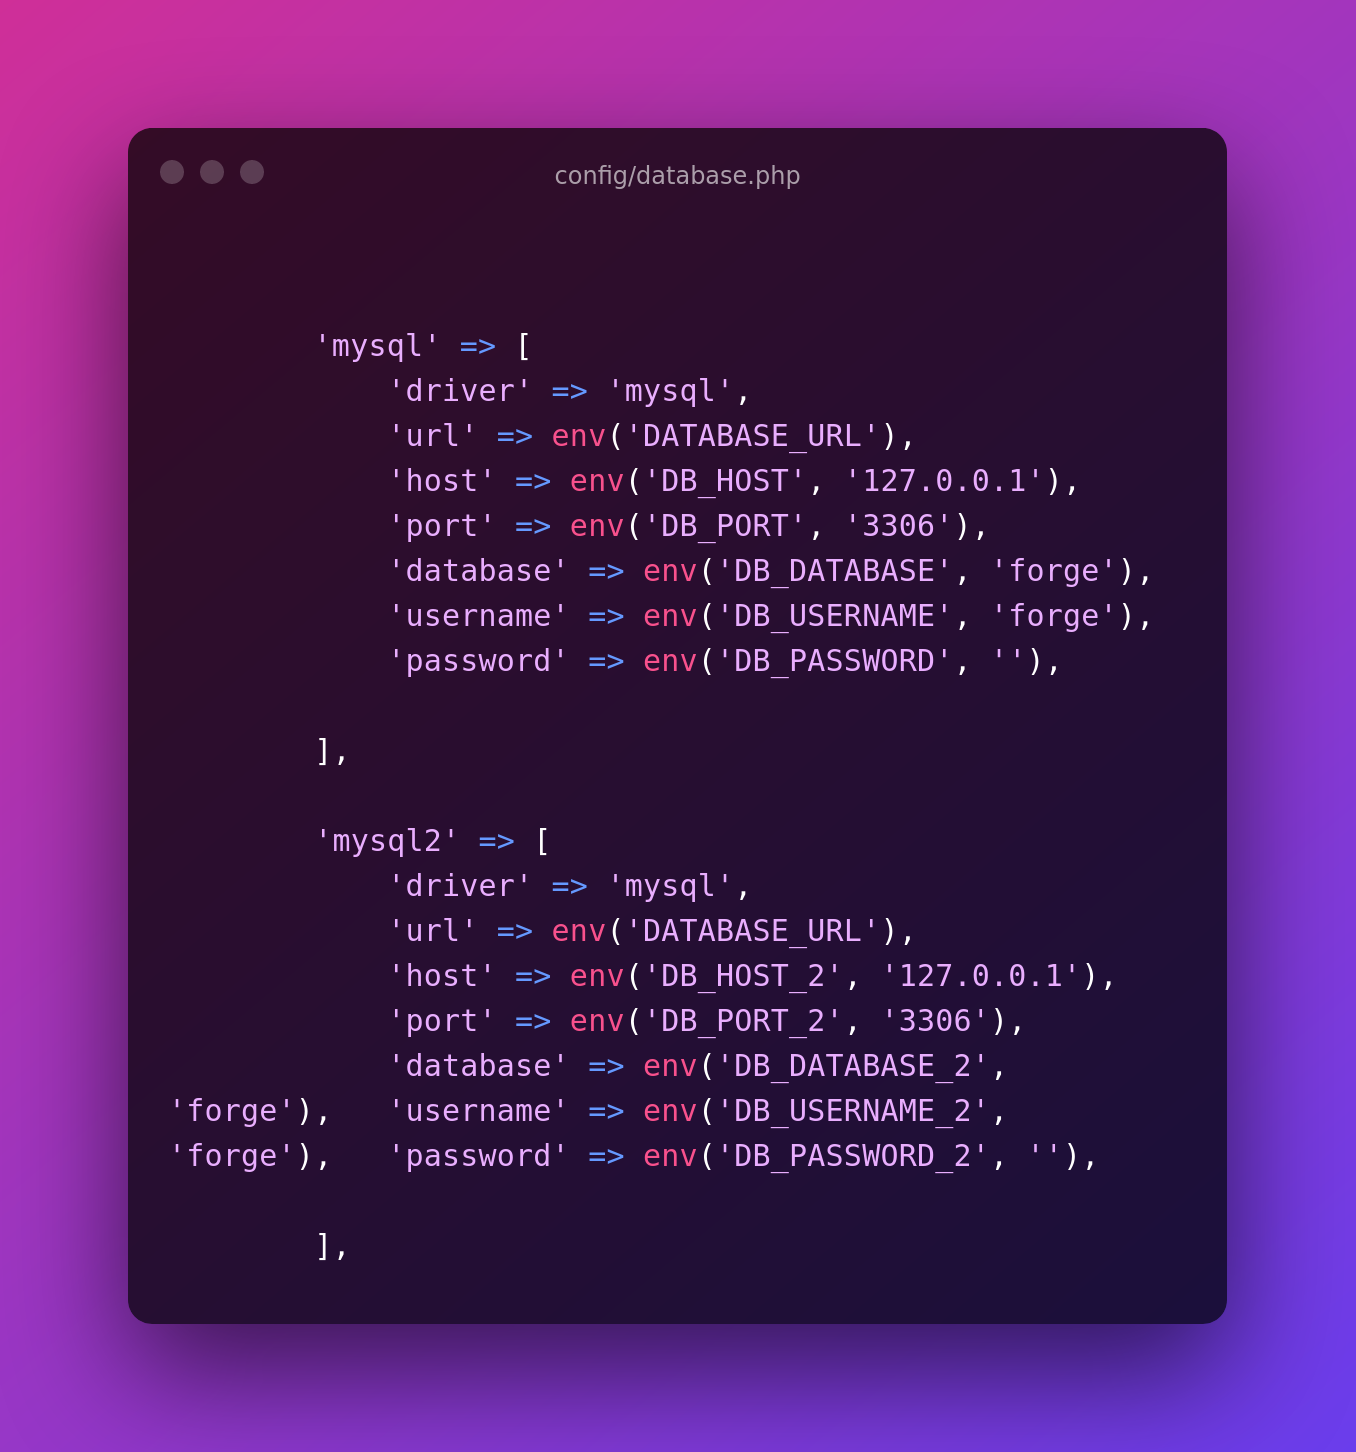 config/database.php
'mysql' => [
'driver' => 'mysql',
'url' => env('DATABASE_URL'),
'host' => env('DB_HOST', '127.0.0.1'),
'port' => env('DB_PORT', '3306'),
'database' => env('DB_DATABASE', 'forge'),
'username' => env('DB_USERNAME', 'forge'),
'password' => env('DB_PASSWORD', ''),
],
'mysql2' => [
'driver' => 'mysql',
'url' => env('DATABASE_URL'),
'host' => env('DB_HOST_2', '127.0.0.1'),
'port' => env('DB_PORT_2', '3306'),
'database' => env('DB_DATABASE_2',
'forge'),   'username' => env('DB_USERNAME_2',
'forge'),   'password' => env('DB_PASSWORD_2', ''),
],